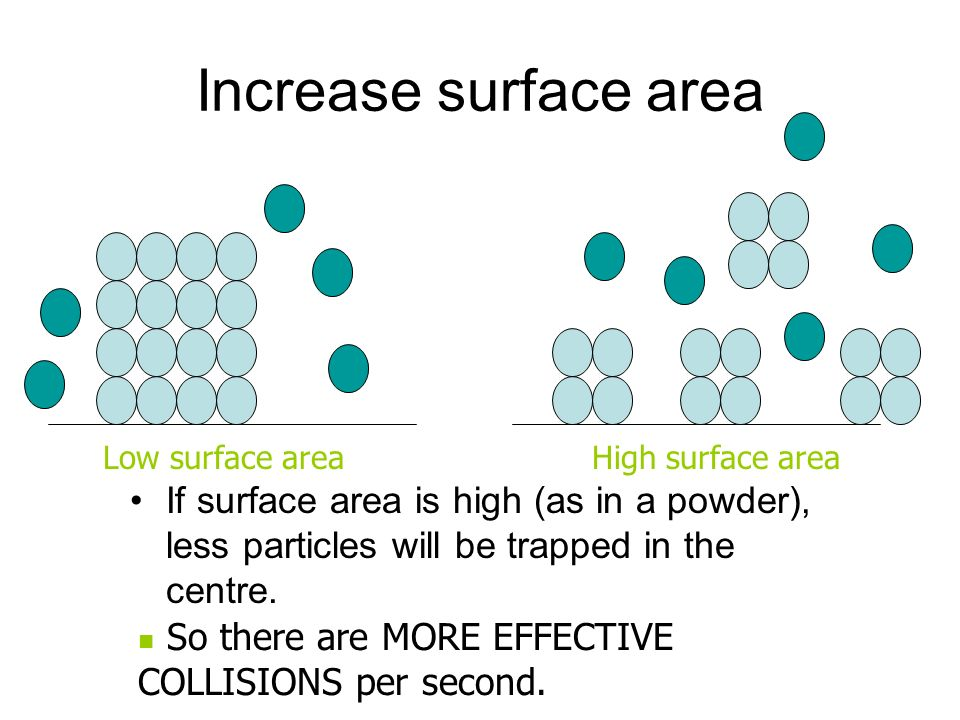 Increase surface area
Low surface area
High surface area
• If surface area is high (as in a powder),
less particles will be trapped in the
centre.
■ So there are MORE EFFECTIVE
COLLISIONS per second.